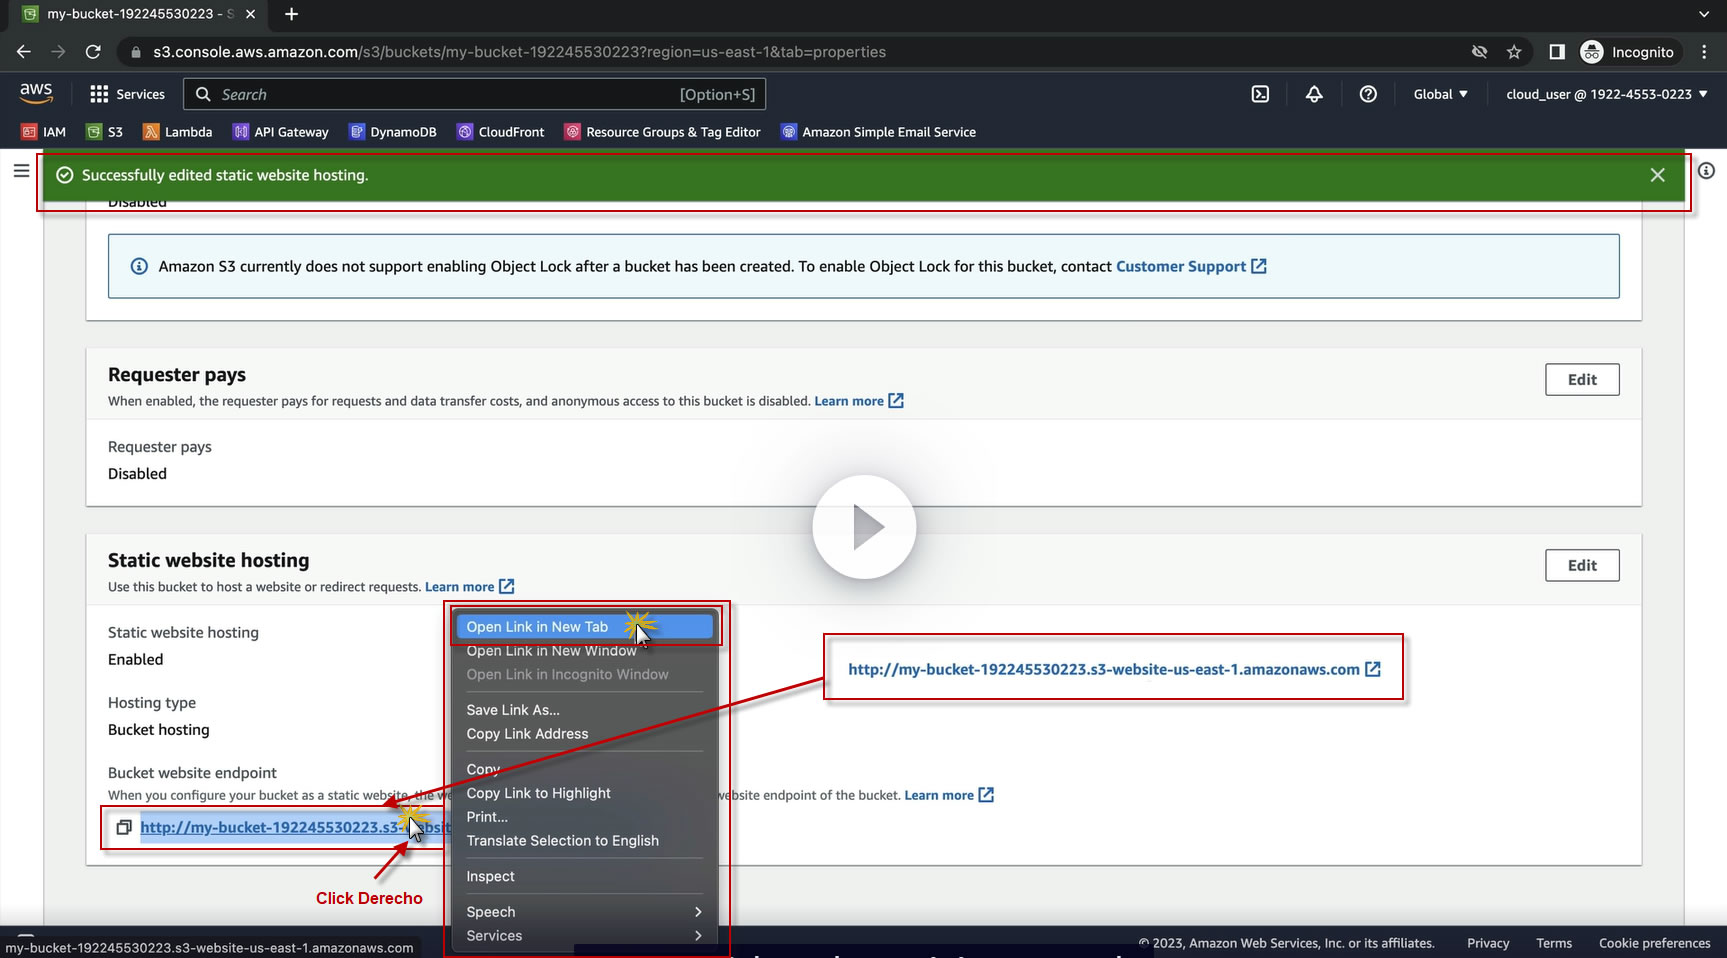 my-bucket-192245530223 - S
s3.console.aws.amazon.com/s3/buckets/my-bucket-192245530223?region=us-east-1&tab=properties
Incognito
aws
Services
Search
[Option+S]
Global
cloud_user @ 1922-4553-0223
IAM
S3
Lambda
API Gateway
DynamoDB
CloudFront
Resource Groups & Tag Editor
Amazon Simple Email Service
Successfully edited static website hosting.
Disabled
Amazon S3 currently does not support enabling Object Lock after a bucket has been created. To enable Object Lock for this bucket, contact Customer Support
Requester pays
Edit
When enabled, the requester pays for requests and data transfer costs, and anonymous access to this bucket is disabled. Learn more
Requester pays
Disabled
Static website hosting
Edit
Use this bucket to host a website or redirect requests. Learn more
Static website hosting
Enabled
Hosting type
Bucket hosting
Bucket website endpoint
When you configure your bucket as a static website, the we
ebsite endpoint of the bucket. Learn more
http://my-bucket-192245530223.s3-websit
Click Derecho
Open Link in New Tab
Open Link in New Window
Open Link in Incognito Window
Save Link As...
Copy Link Address
Copy
Copy Link to Highlight
Print...
Translate Selection to English
Inspect
Speech
Services
http://my-bucket-192245530223.s3-website-us-east-1.amazonaws.com
my-bucket-192245530223.s3-website-us-east-1.amazonaws.com
© 2023, Amazon Web Services, Inc. or its affiliates.
Privacy
Terms
Cookie preferences